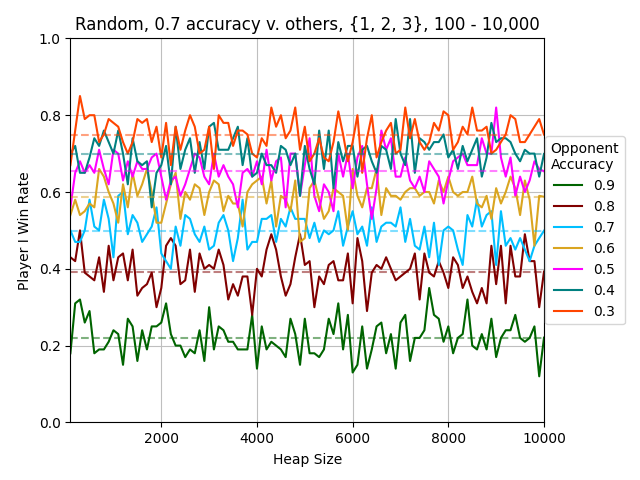 Random, 0.7 accuracy v. others, {1, 2, 3}, 100 - 10,000
1.0
0.8
0.6
0.4
0.2
0.0
Player I Win Rate
2000 4000 6000 8000 10000
Heap Size
Opponent
Accuracy
0.9
0.8
0.7
0.6
0.5
0.4
0.3